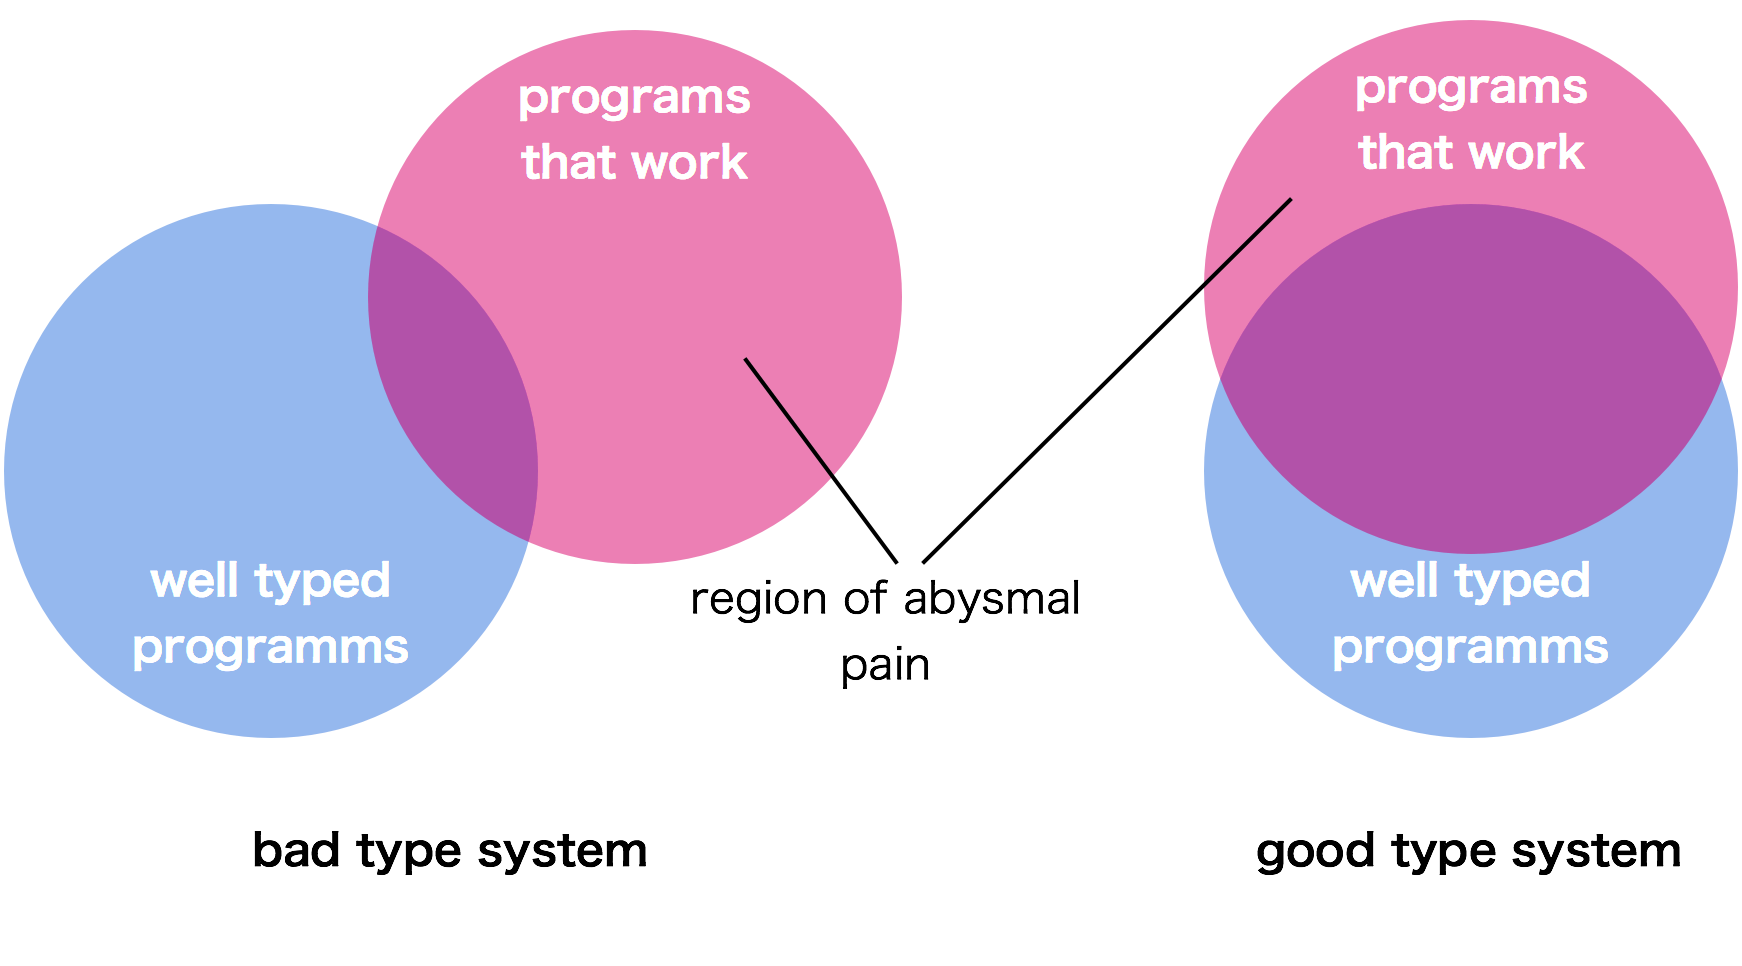 programs
that work
well typed
programms
bad type system
region of abysmal
pain
programs
that work
well typed
programms
good type system